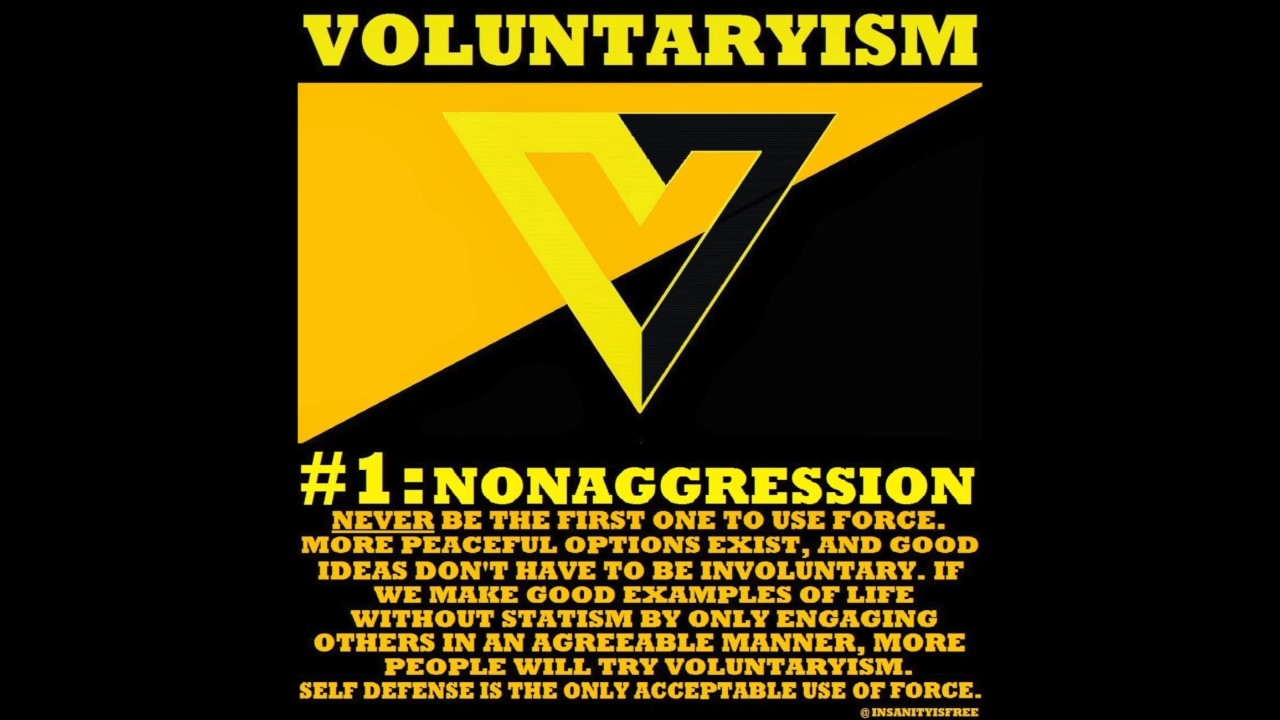 VOLUNTARYISM
#1: NONAGGRESSION
NEVER BE THE FIRST ONE TO USE FORCE.
MORE PEACEFUL OPTIONS EXIST, AND GOOD
IDEAS DON'T HAVE TO BE INVOLUNTARY. IF
WE MAKE GOOD EXAMPLES OF LIFE
WITHOUT STATISM BY ONLY ENGAGING
OTHERS IN AN AGREEABLE MANNER, MORE
PEOPLE WILL TRY VOLUNTARYISM.
SELF DEFENSE IS THE ONLY ACCEPTABLE USE OF FORCE.
@INSANITYISFREE